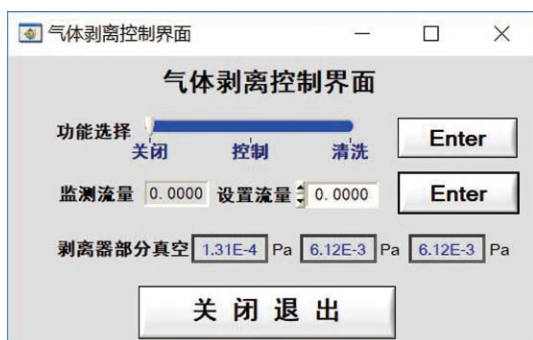 气体剥离控制界面
气体剥离控制界面
功能选择 关闭 控制 清洗 Enter
监测流量 0.0000 设置流量 0.0000 Enter
剥离器部分真空 1.31E-4 Pa 6.12E-3 Pa 6.12E-3 Pa
关闭退出